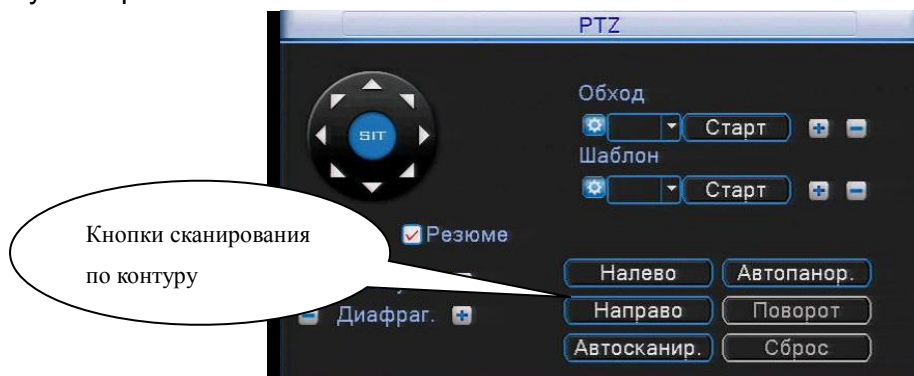 PTZ
SIT
Обход
Старт
Шаблон
Старт
Кнопки сканирования
по контуру
Резюме
Диафраг.
Налево Автопанор.
Направо Поворот
Автосканир. Сброс